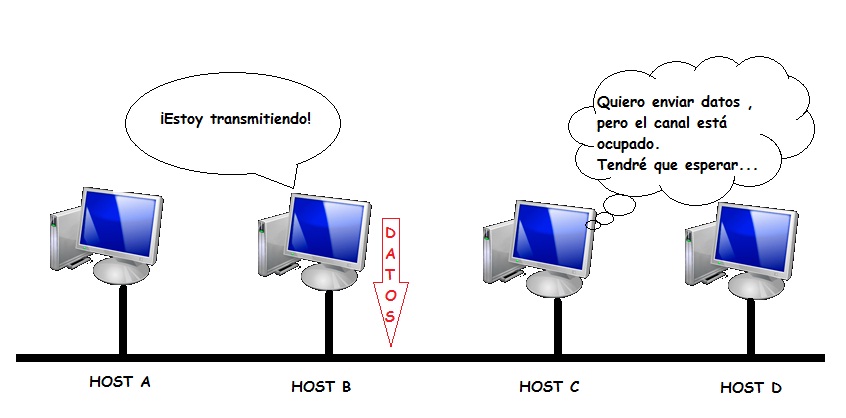 ¡Estoy transmitiendo!
Quiero enviar datos ,
pero el canal está
ocupado.
Tendré que esperar...
DATOS
HOST A
HOST B
HOST C
HOST D